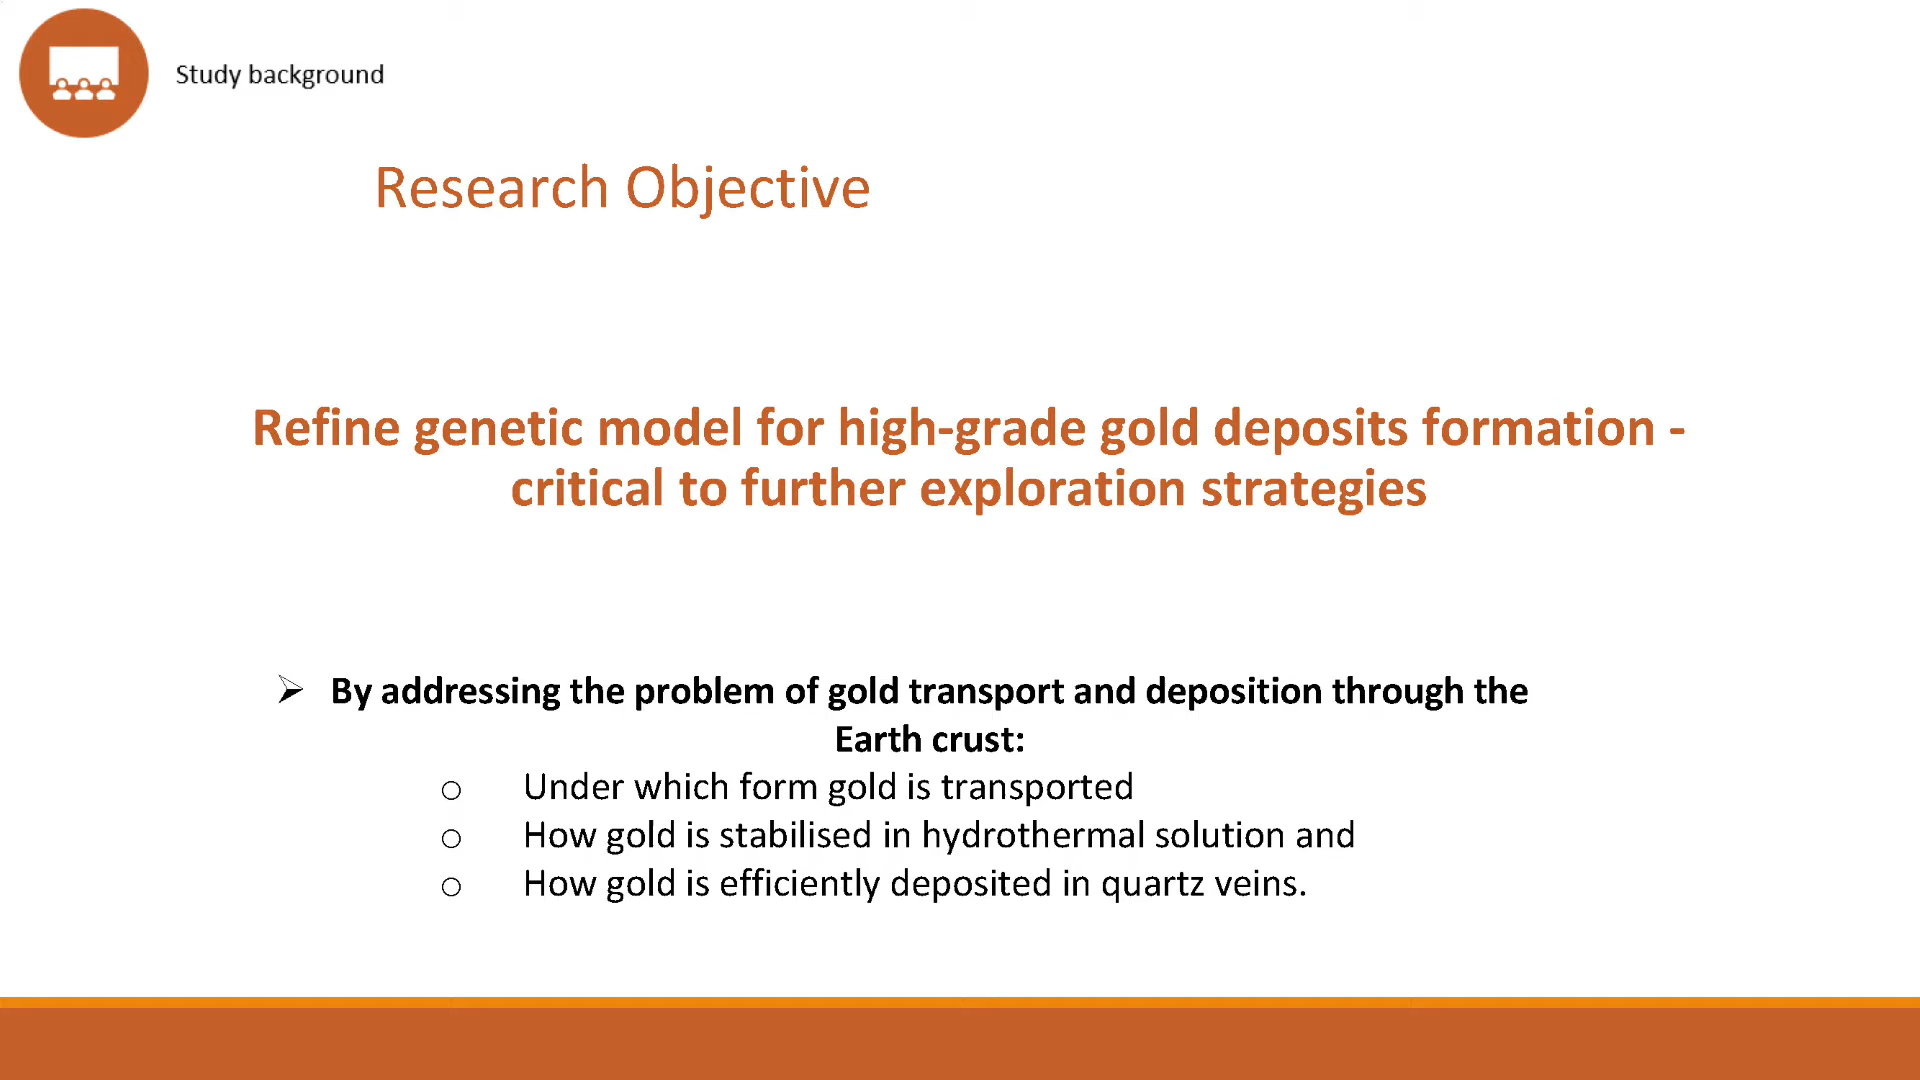 Study background
Research Objective
Refine genetic model for high-grade gold deposits formation -
critical to further exploration strategies
➢ By addressing the problem of gold transport and deposition through the
Earth crust:
o Under which form gold is transported
o How gold is stabilised in hydrothermal solution and
o How gold is efficiently deposited in quartz veins.